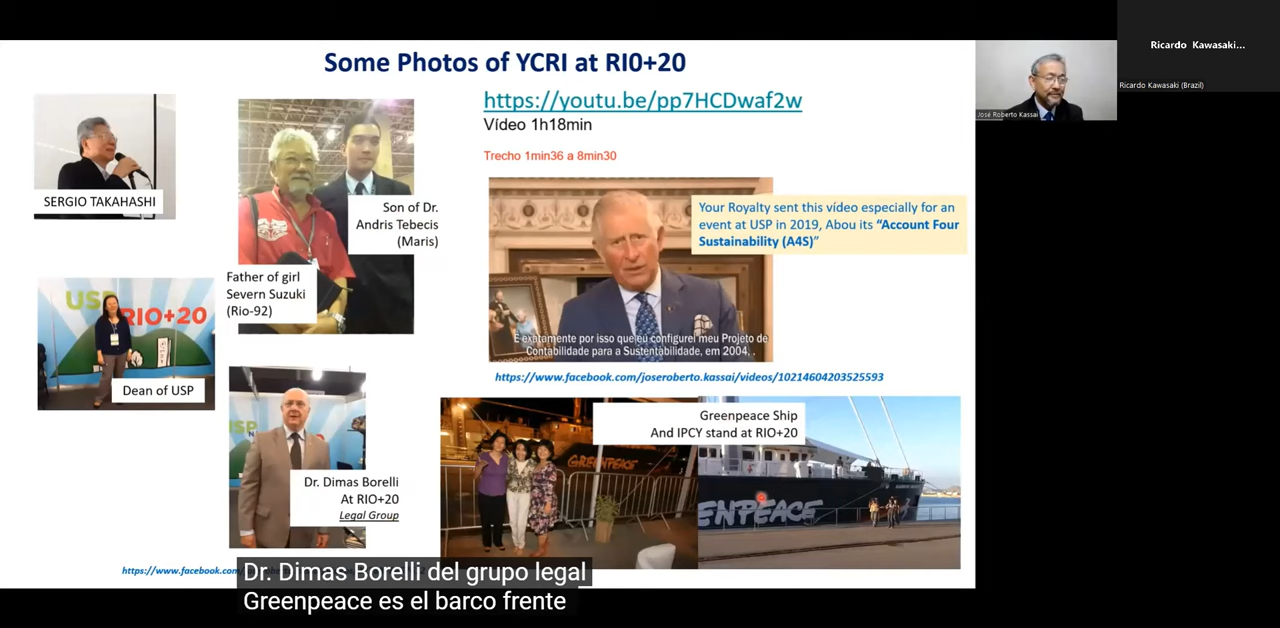 Some Photos of YCRI at RI0+20
https://youtu.be/pp7HCDwaf2w
Vídeo 1h18min
Trecho 1min36 a 8min30
SERGIO TAKAHASHI
Son of Dr.
Andris Tebecis
(Maris)
Father of girl
Severn Suzuki
(Rio-92)
Your Royalty sent this vídeo especially for an
event at USP in 2019, Abou its “Account Four
Sustainability (A4S)”
É exatamente por isso que eu configurei meu Projeto de
Contabilidade para a Sustentabilidade, em 2004, .
https://www.facebook.com/joseroberto.kassai/videos/10214604203525593
USP
RIO+20
Dean of USP
USP
Dr. Dimas Borelli
At RIO+20
Legal Group
Greenpeace Ship
And IPCY stand at RIO+20
GREENPEACE
ENPEACE
https://www.facebook.com
Dr. Dimas Borelli del grupo legal
Greenpeace es el barco frente
José Roberto Kassai
Ricardo Kawasaki...
Ricardo Kawasaki (Brazil)